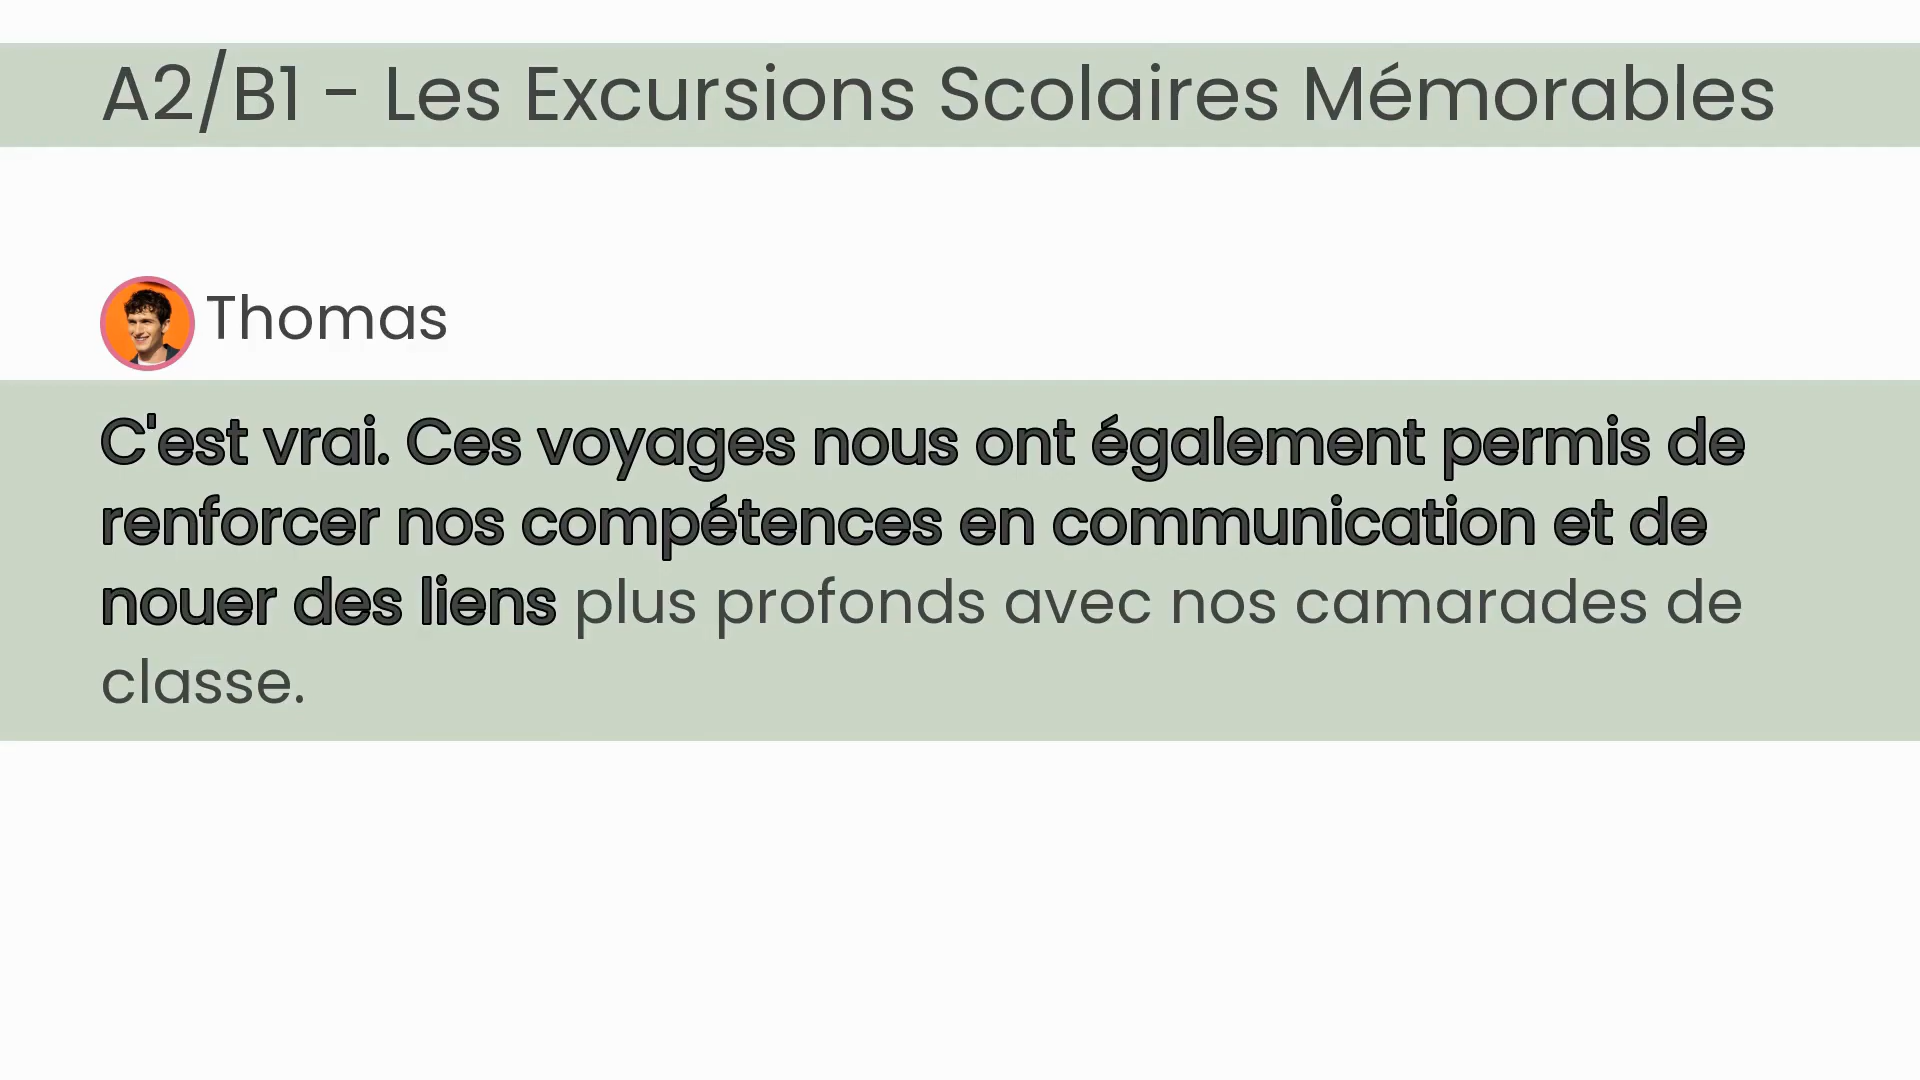 A2/B1 - Les Excursions Scolaires Mémorables
Thomas
C'est vrai. Ces voyages nous ont également permis de
renforcer nos compétences en communication et de
nouer des liens plus profonds avec nos camarades de
classe.